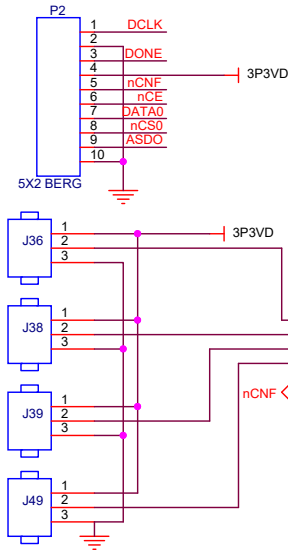 P2
1 DCLK
2
3 DONE
4 3P3VD
5 nCNF
6 nCE
7 DATA0
8 nCS0
9 ASDO
10
5X2 BERG
J36
1 3P3VD
2
3
J38
1
2
3
J39
1
2
3
nCNF
J49
1
2
3